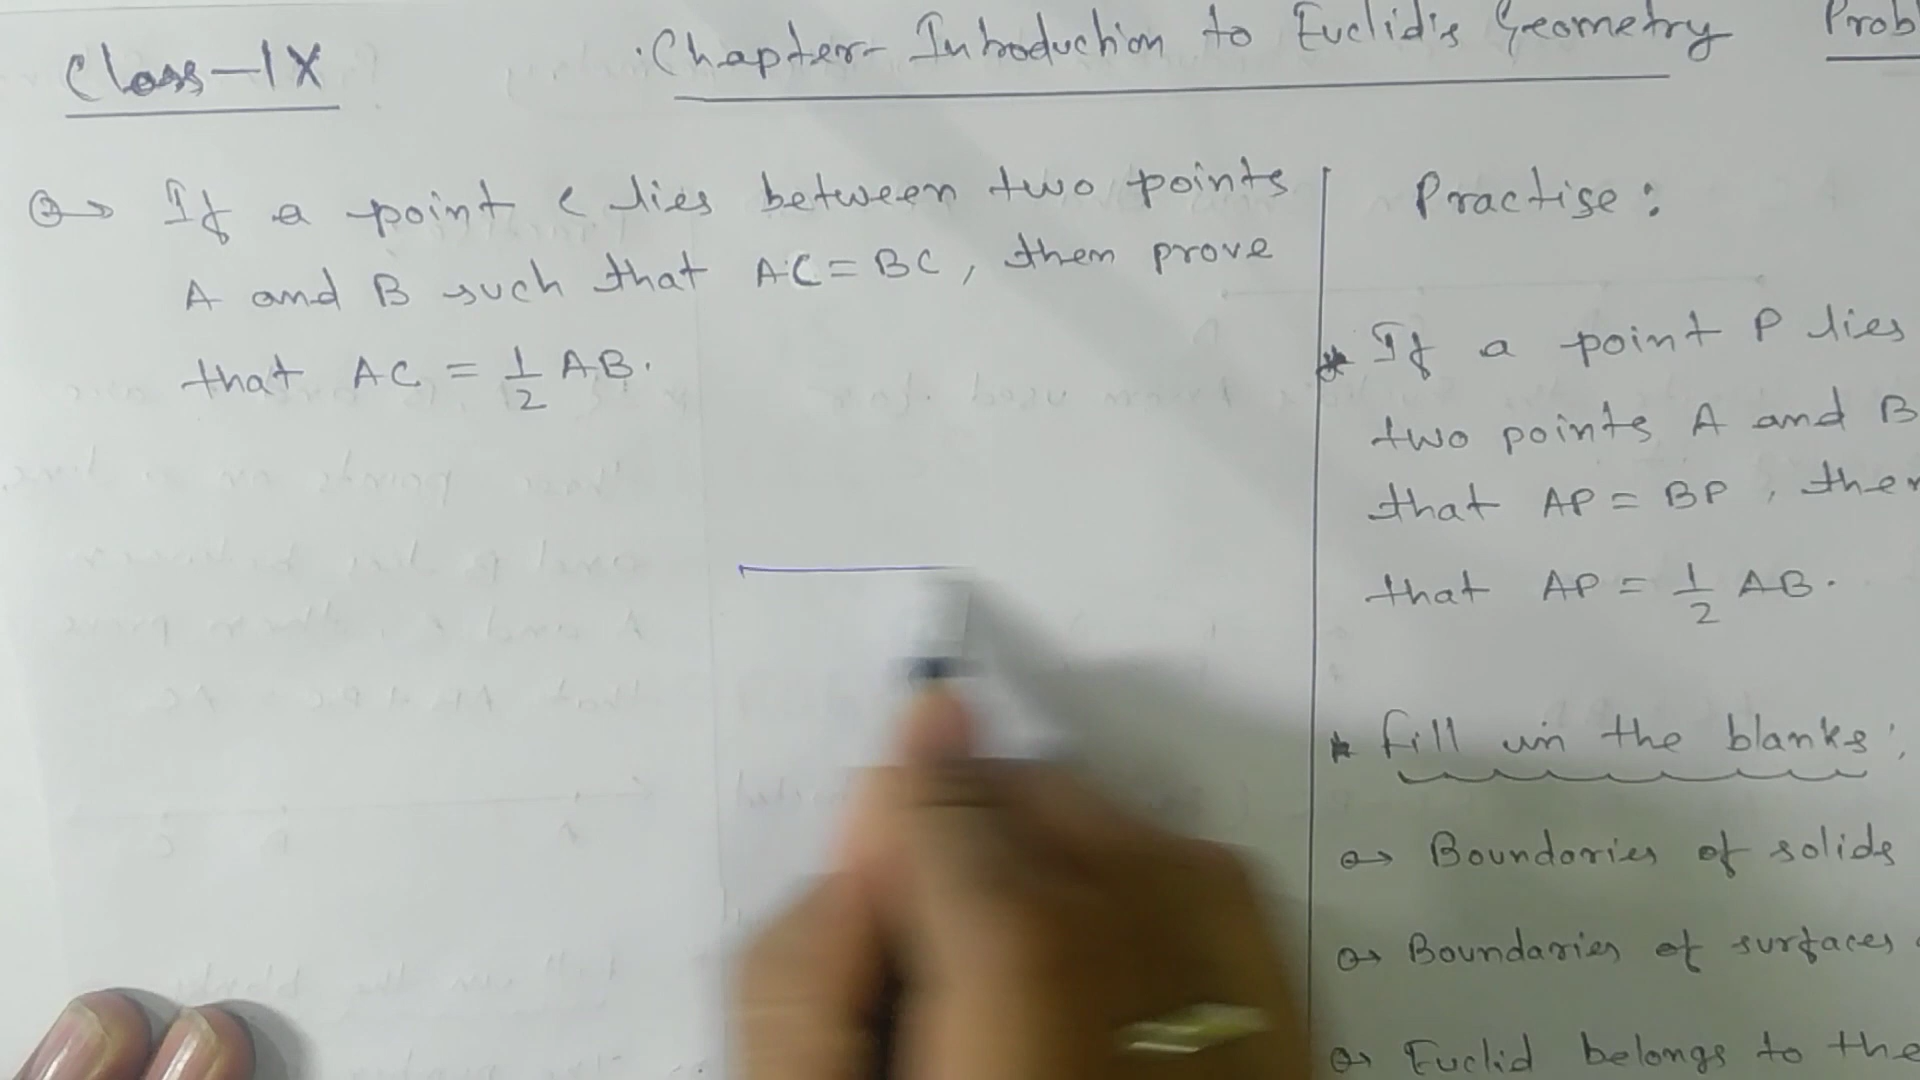 Class-IX
Chapter- Introduction to Euclid's Geometry
Q→ If a point C lies between two points
A and B such that AC = BC, then prove
that AC = 1/2 AB.
Practise:
* If a point P lies
two points A and B
that AP = BP, then
that AP = 1/2 AB.
* Fill in the blanks:
Q→ Boundaries of solids
Q→ Boundaries of surfaces
Q→ Euclid belongs to the